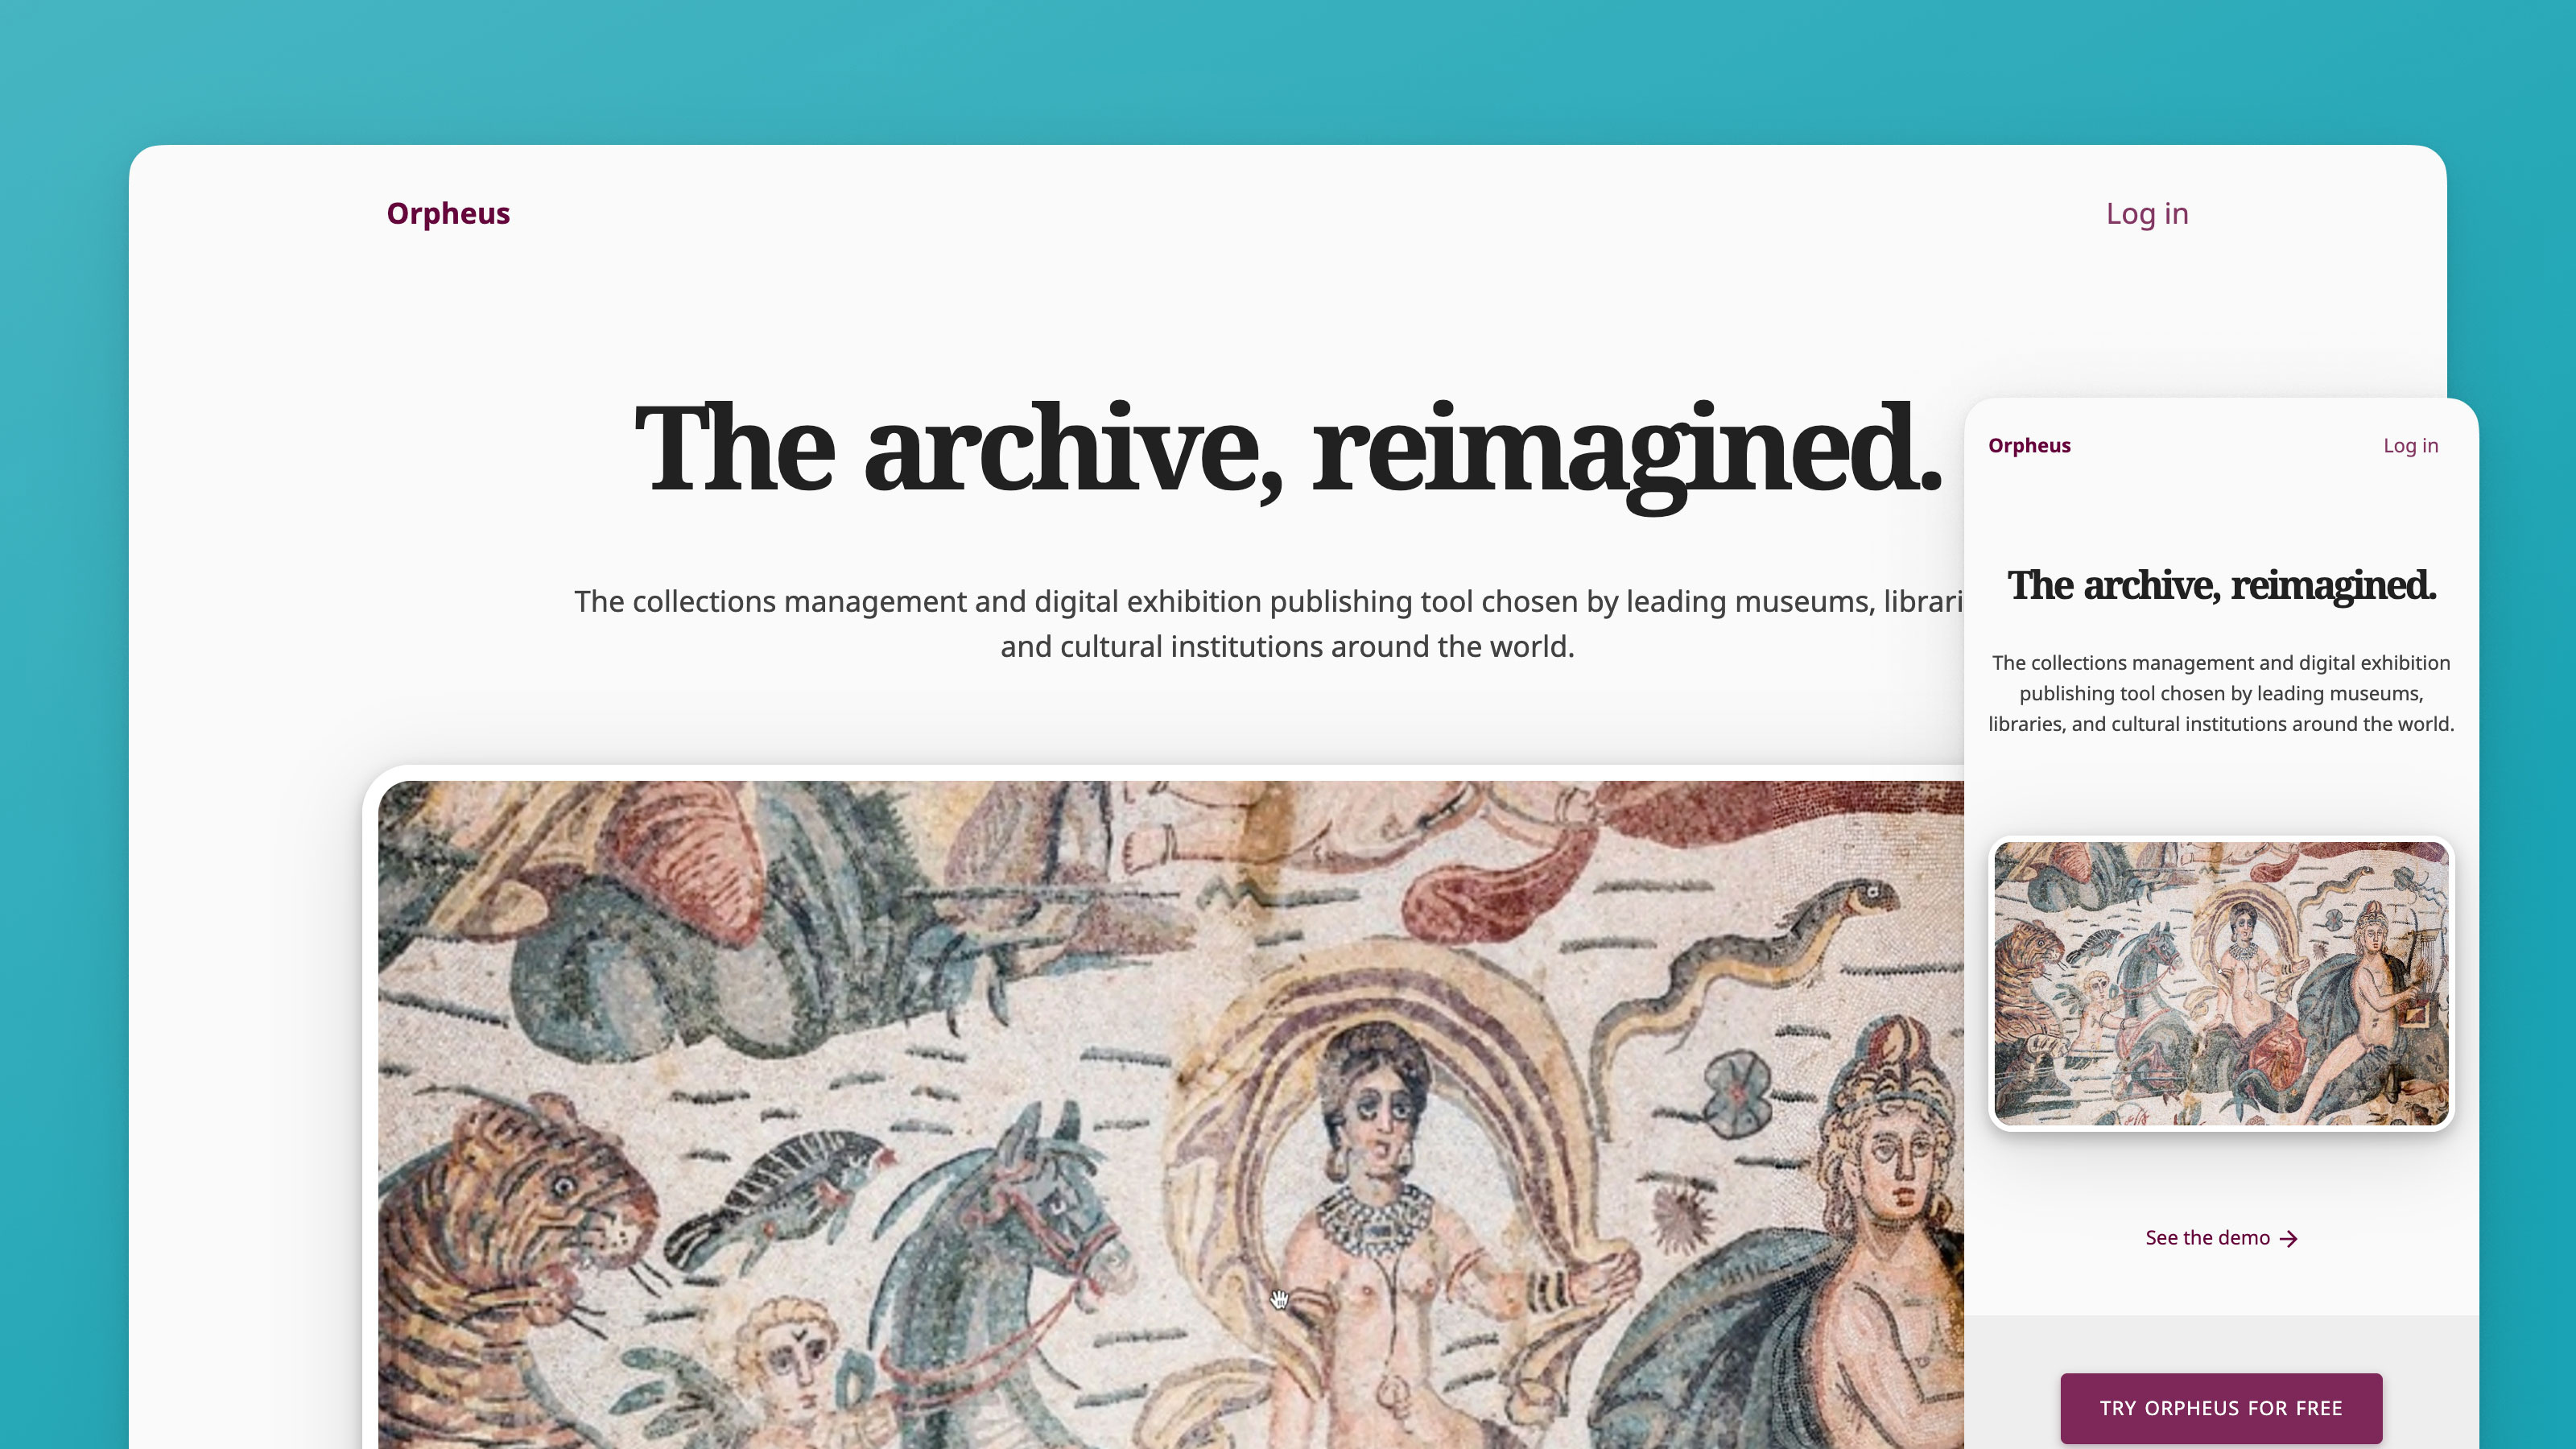 Orpheus
Log in
The archive, reimagined.
The collections management and digital exhibition publishing tool chosen by leading museums,
and cultural institutions around the world.
Orpheus
Log in
The archive, reimagined.
The collections management and digital exhibition
publishing tool chosen by leading museums,
libraries, and cultural institutions around the world.
See the demo →
TRY ORPHEUS FOR FREE